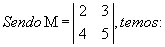 Sendo M = |2 3|, temos:
|4 5|